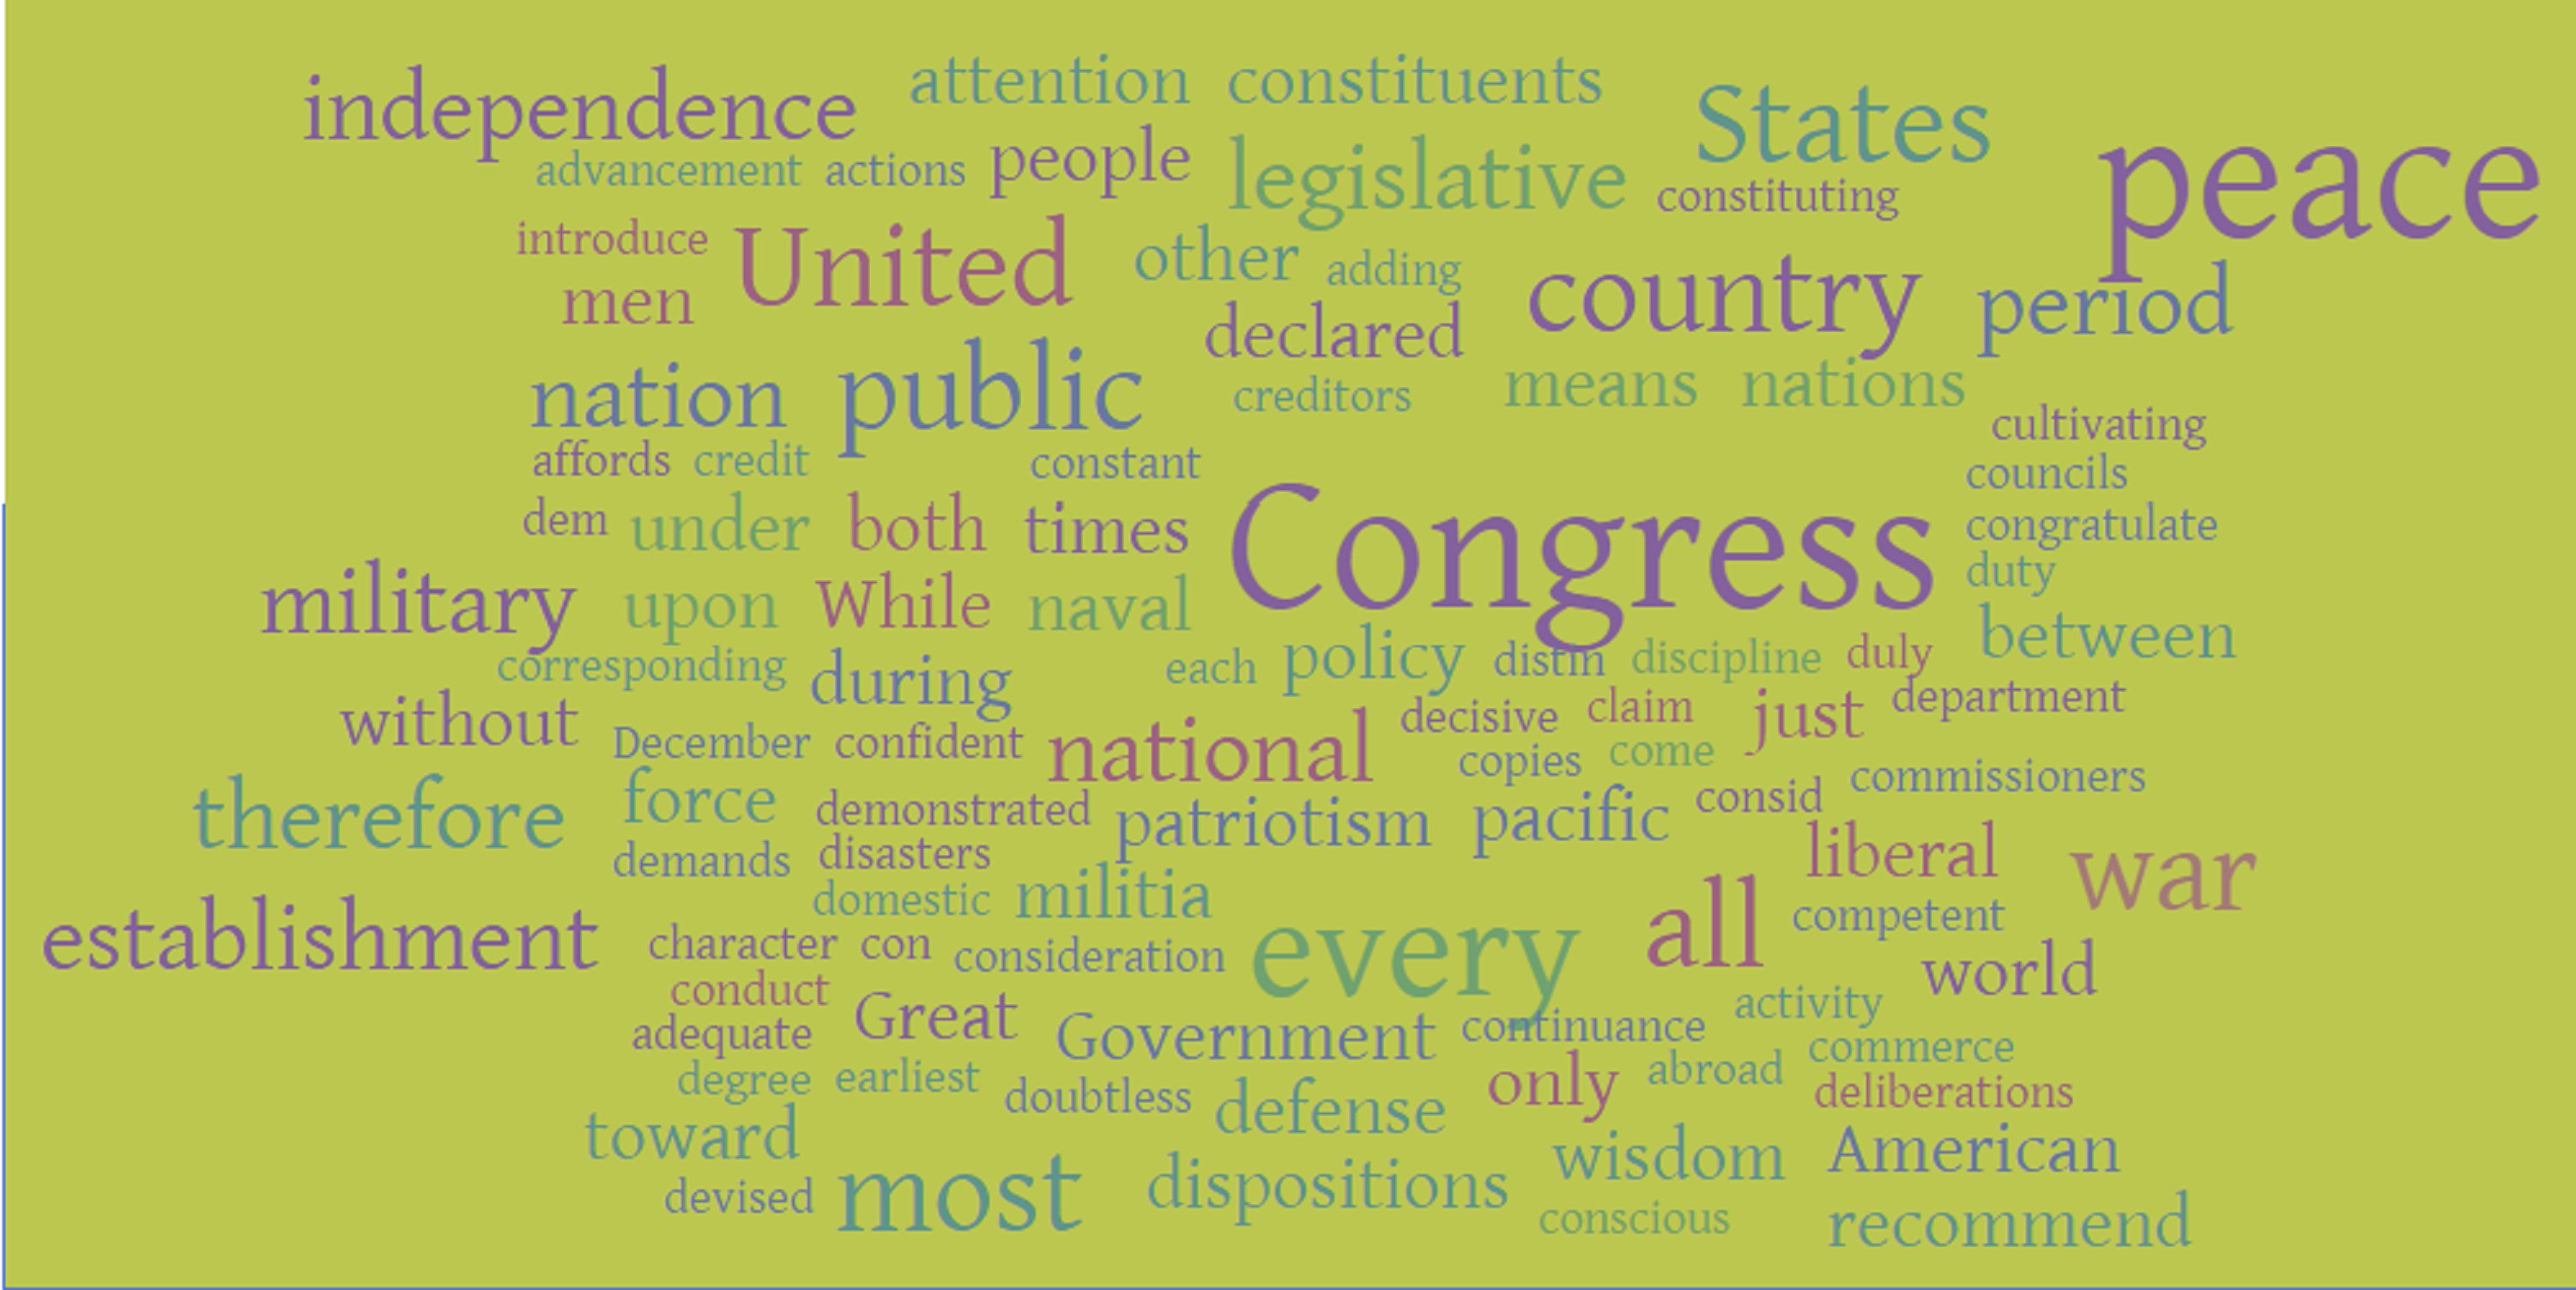 independence attention constituents States
advancement actions people legislative constituting peace
introduce United other adding country
men declared period
nation public creditors means nations cultivating
affords credit constant councils
dem under both times Congress congratulate
duty
military upon While naval between
corresponding during each policy distin discipline duly
without December confident national decisive claim just department
copies come
therefore force demonstrated patriotism pacific consid commissioners
demands disasters liberal war
domestic militia every all competent
establishment character con consideration world
conduct Great Government continuance activity
adequate commerce
degree earliest doubtless defense only abroad deliberations
toward wisdom American
devised most dispositions conscious recommend